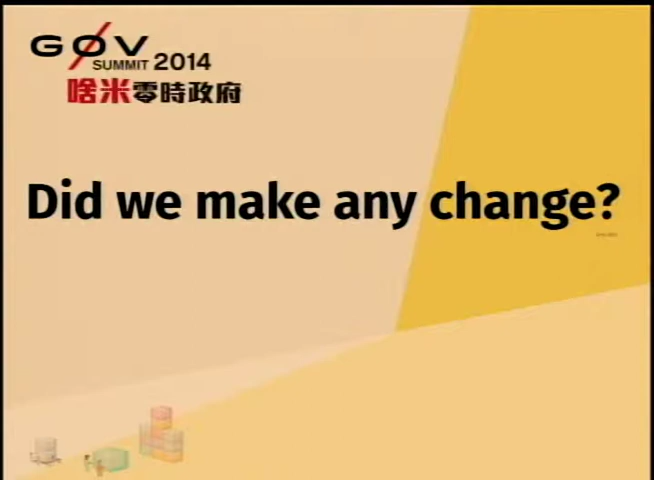 GØV
SUMMIT 2014
啥米零時政府
Did we make any change?